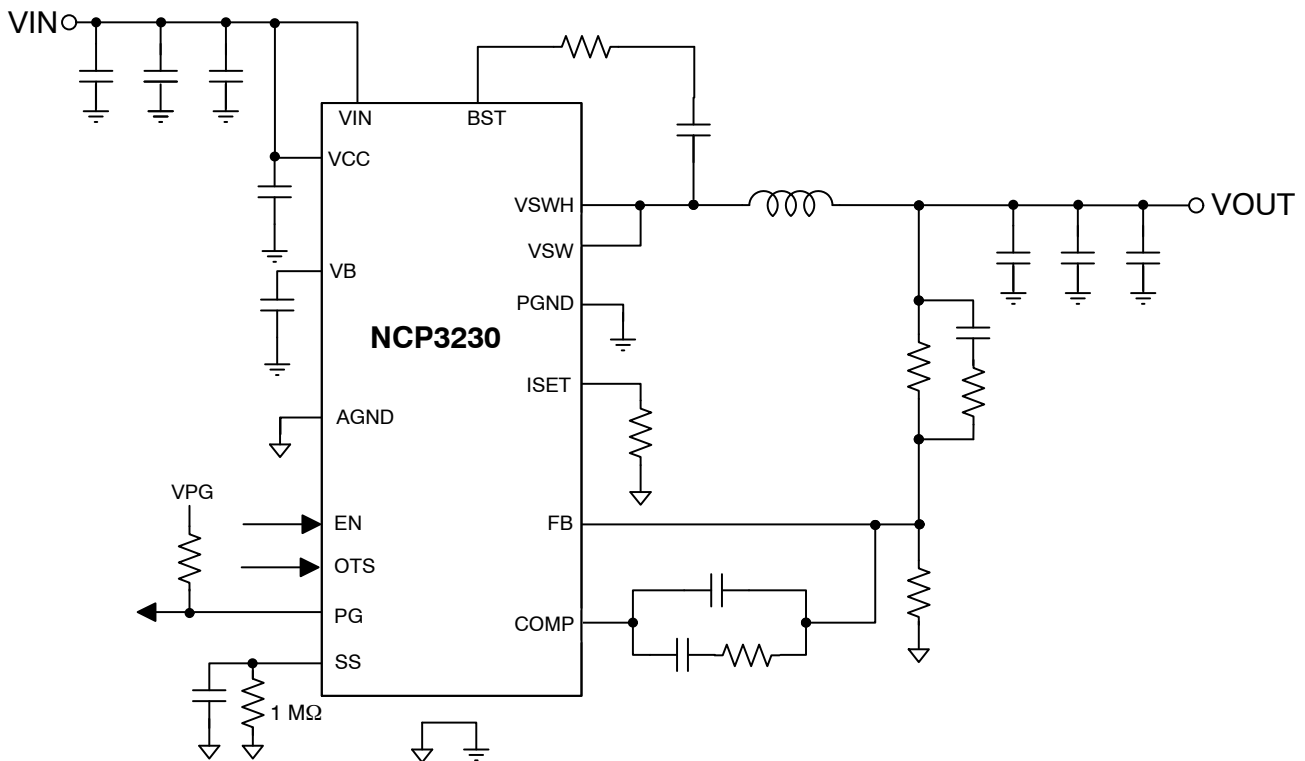 VIN
VIN
BST
VCC
VSWH
VOUT
VSW
VB
PGND
NCP3230
ISET
AGND
VPG
EN
FB
OTS
PG
COMP
SS
1 MΩ